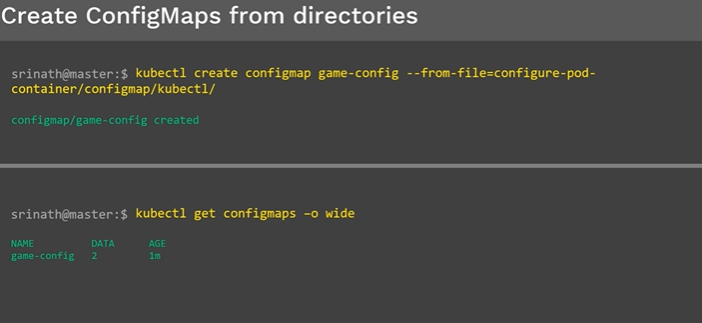 Create ConfigMaps from directories
srinath@master:$ kubectl create configmap game-config --from-file=configure-pod-
container/configmap/kubectl/
configmap/game-config created
srinath@master:$ kubectl get configmaps –o wide
NAME DATA AGE
game-config 2 1m